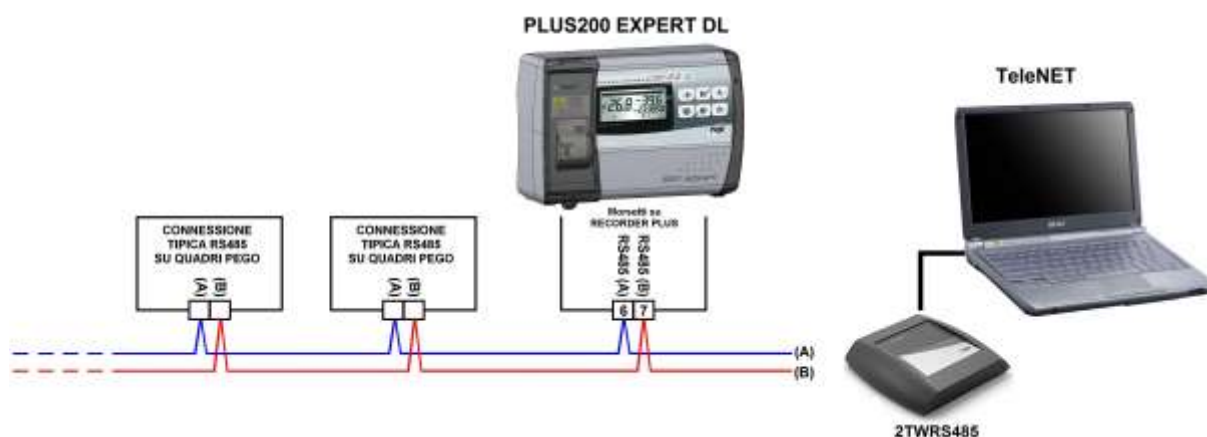 PLUS200 EXPERT DL
TeleNET
CONNESSIONE
TIPICA RS485
SU QUADRI PEGO
(A)
(B)
CONNESSIONE
TIPICA RS485
SU QUADRI PEGO
(A)
(B)
Morsetti su
RECORDER PLUS
RS485 (A)
RS485 (B)
6
7
(A)
(B)
2TWRS485